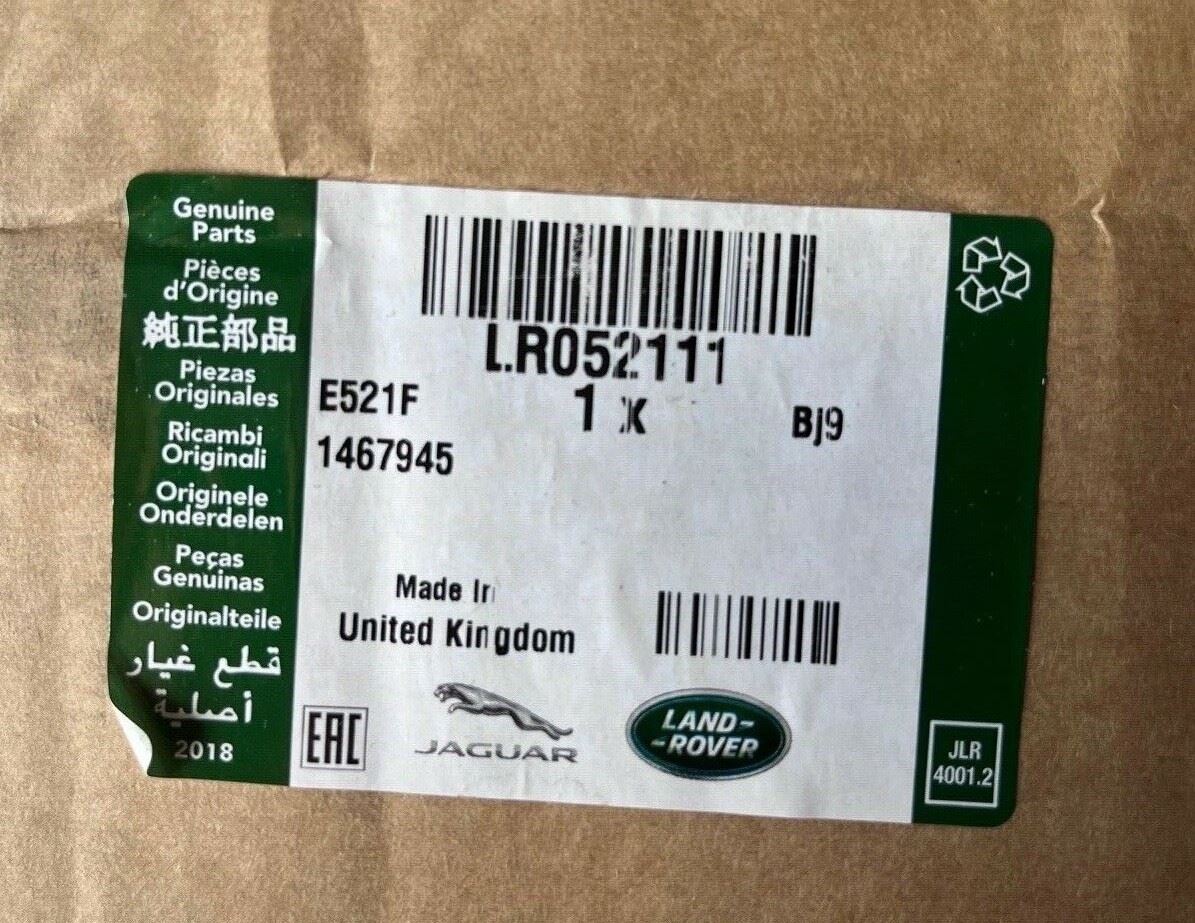 Genuine
Parts
Pièces
d'Origine
純正部品
Piezas
Originales
Ricambi
Originali
Originele
Onderdelen
Peças
Genuinas
Originalteile
قطع غيار
أصلية
2018
LR052111
E521F
1 X
Bj9
1467945
Made In
United Kingdom
EAC
JAGUAR
LAND-
-ROVER
JLR
4001.2